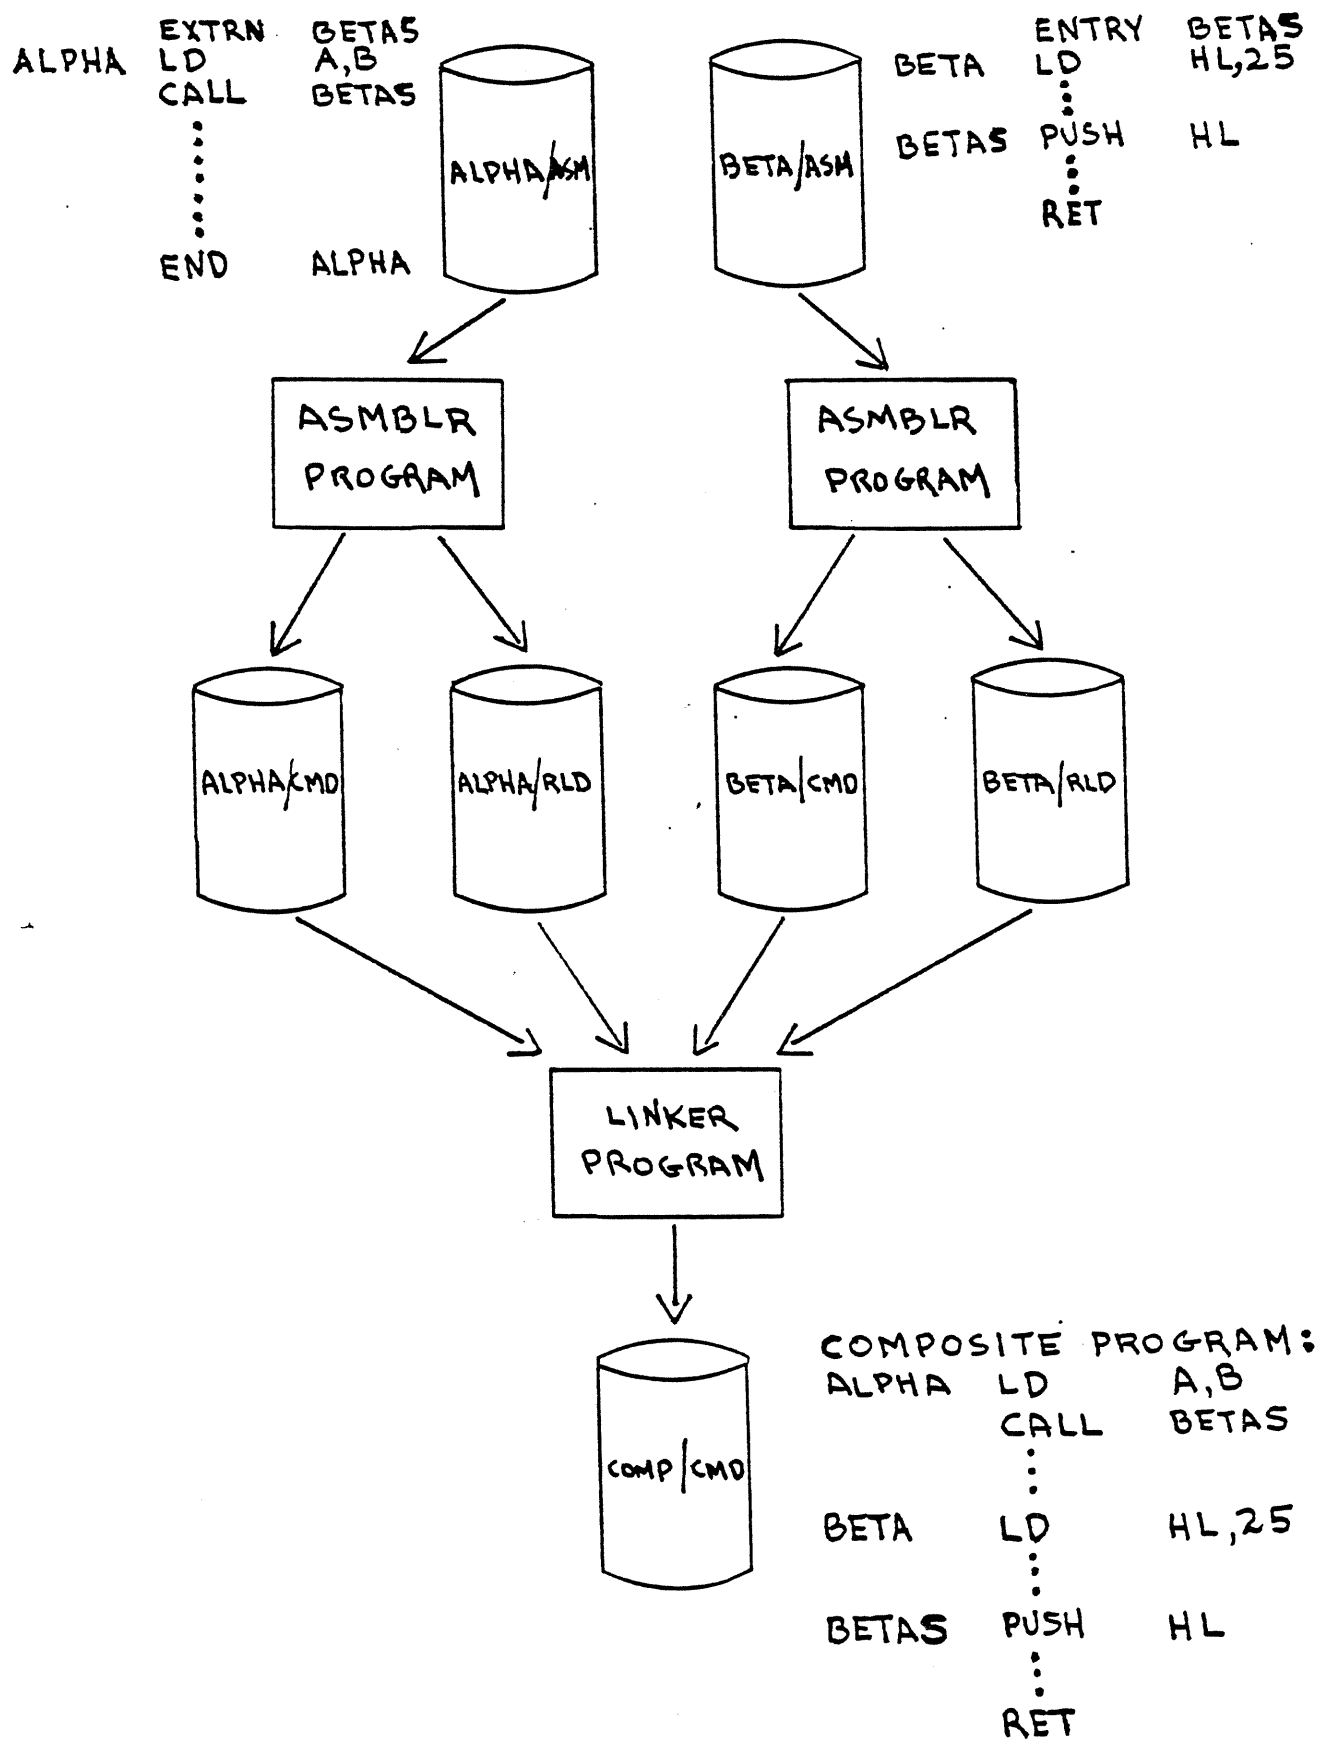 EXTRN BETAS
ALPHA LD A,B
CALL BETAS
END ALPHA
ALPHA/ASM
ENTRY BETAS
BETA LD HL,25
BETAS PUSH HL
RET
BETA/ASM
ASMBLR
PROGRAM
ASMBLR
PROGRAM
ALPHA/CMD
ALPHA/RLD
BETA/CMD
BETA/RLD
LINKER
PROGRAM
COMP/CMD
COMPOSITE PROGRAM:
ALPHA LD A,B
CALL BETAS
BETA LD HL,25
BETAS PUSH HL
RET